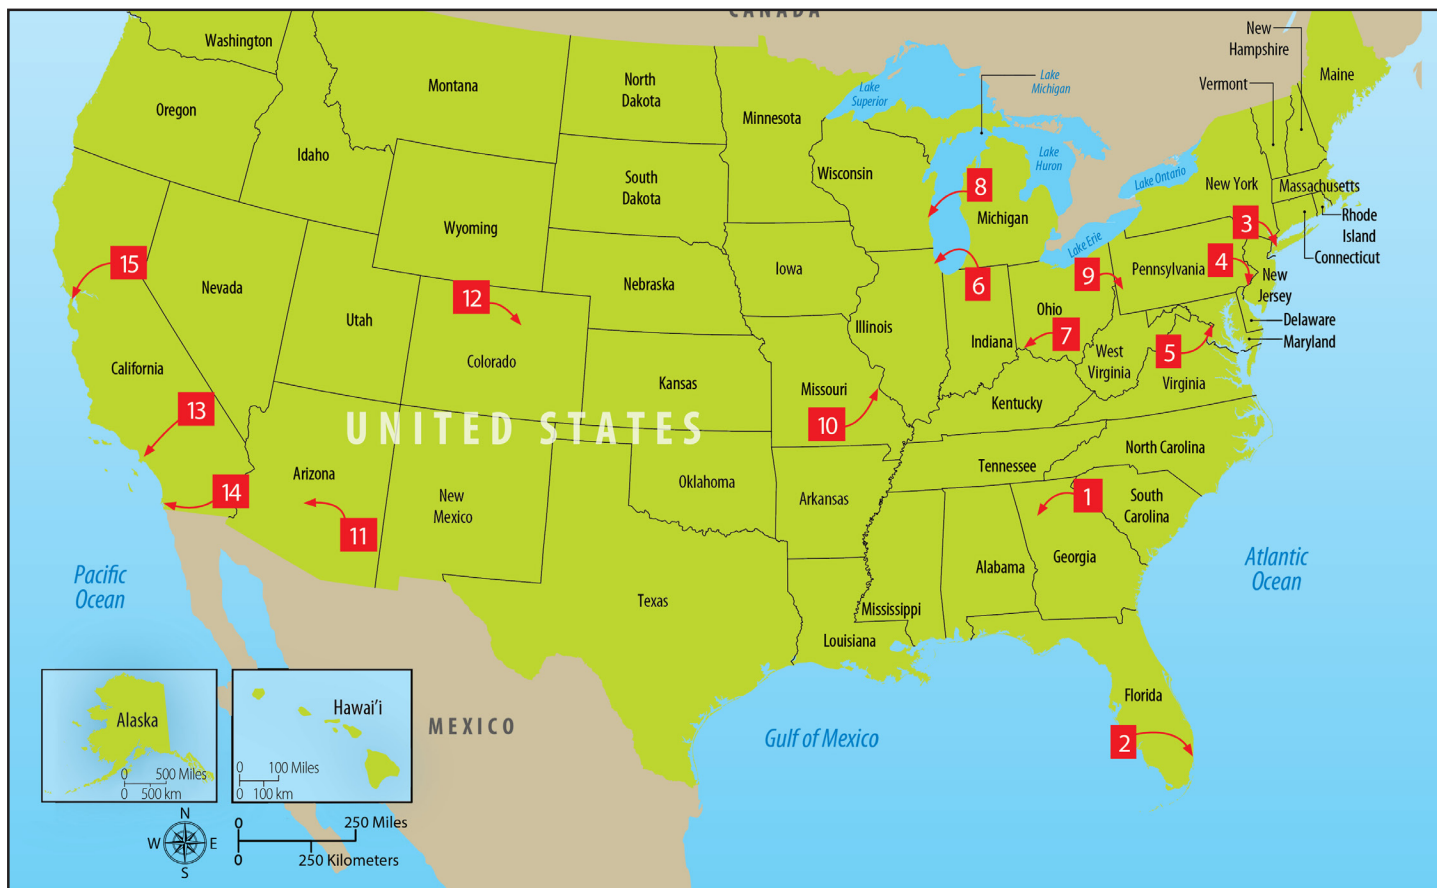 CANADA
Washington
Oregon
Idaho
Montana
North
Dakota
Minnesota
Lake
Superior
Lake
Michigan
New
Hampshire
Vermont
Maine
Wisconsin
Lake
Huron
Lake Ontario
New York
Massachusetts
Rhode
Island
Connecticut
South
Dakota
Wyoming
8
Michigan
3
Lake Erie
15
Nevada
12
Nebraska
Iowa
6
9
Pennsylvania
4
New
Jersey
Utah
Illinois
Indiana
Ohio
7
Delaware
Maryland
California
Colorado
Kansas
Missouri
West
Virginia
5
Virginia
13
UNITED STATES
10
Kentucky
North Carolina
Arizona
14
New
Mexico
Oklahoma
Arkansas
Tennessee
1
South
Carolina
11
Alabama
Georgia
Pacific
Ocean
Atlantic
Ocean
Texas
Mississippi
Louisiana
Florida
2
Alaska
0 500 Miles
0 500 km
Hawai'i
0 100 Miles
0 100 km
MEXICO
Gulf of Mexico
N
W E
S
0 250 Miles
0 250 Kilometers